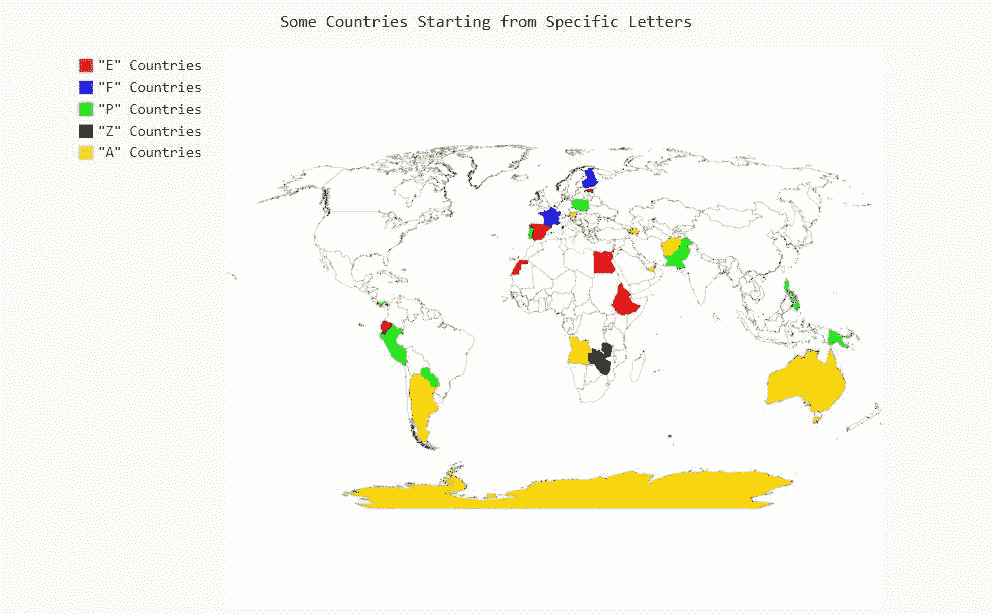 Some Countries Starting from Specific Letters
"E" Countries
"F" Countries
"P" Countries
"Z" Countries
"A" Countries